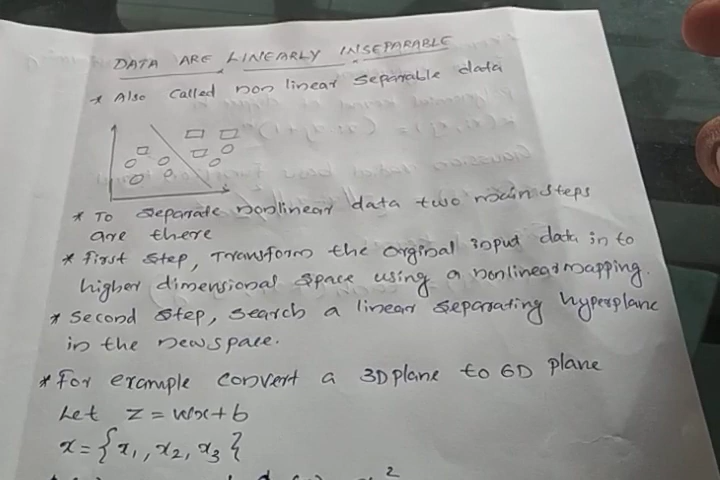 DATA ARE LINEARLY INSEPARABLE
* Also called non linear separable data
* To seperate nonlinear data two main steps
are there
* First step, Transform the orginal input data in to
higher dimensional space using a nonlinear mapping.
* second step, search a linear seperating hyperplane
in the newspace.
* For example convert a 3D plane to 6D plane
Let z = wx + b
x = {x₁, x₂, x₃}